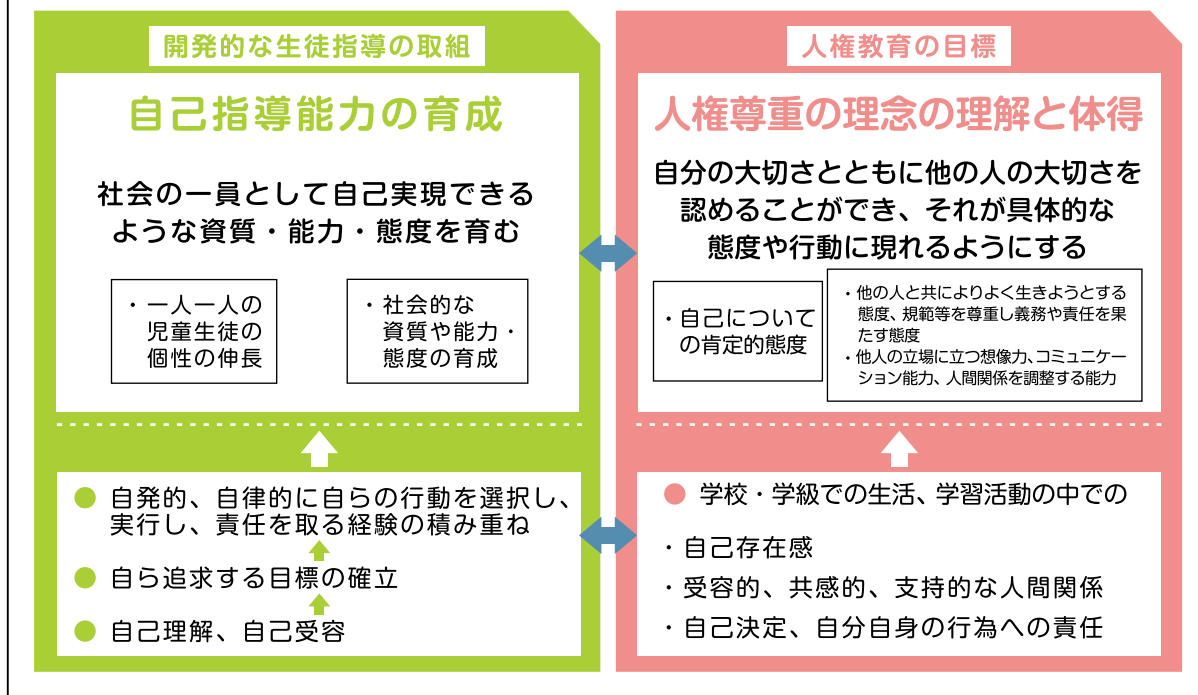 開発的な生徒指導の取組
自己指導能力の育成
社会の一員として自己実現できる
ような資質・能力・態度を育む
・一人一人の
児童生徒の
個性の伸長
・社会的な
資質や能力・
態度の育成
● 自発的、自律的に自らの行動を選択し、
実行し、責任を取る経験の積み重ね
● 自ら追求する目標の確立
● 自己理解、自己受容
人権教育の目標
人権尊重の理念の理解と体得
自分の大切さとともに他の人の大切さを
認めることができ、それが具体的な
態度や行動に現れるようにする
・自己について
の肯定的態度
・他の人と共によりよく生きようとする
態度、規範等を尊重し義務や責任を果
たす態度
・他人の立場に立つ想像力、コミュニケー
ション能力、人間関係を調整する能力
● 学校・学級での生活、学習活動の中での
・自己存在感
・受容的、共感的、支持的な人間関係
・自己決定、自分自身の行為への責任